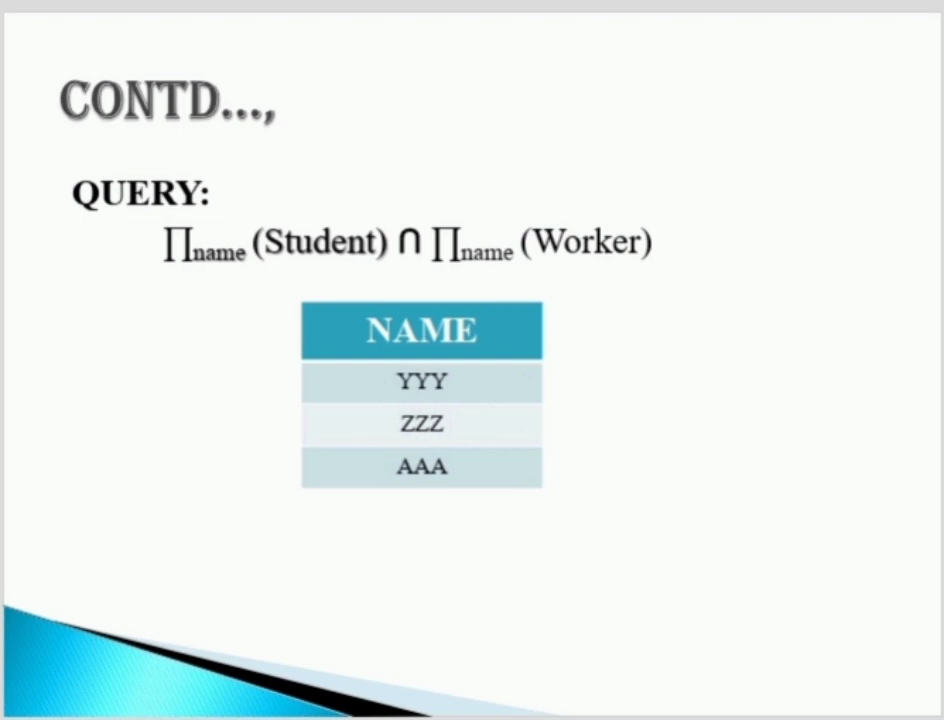 CONTD...,
QUERY:
∏name (Student) ∩ ∏name (Worker)
NAME
YYY
ZZZ
AAA